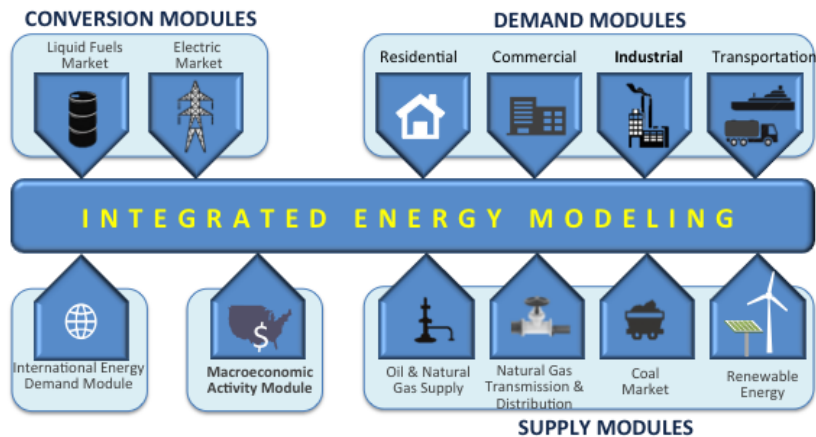 CONVERSION MODULES
DEMAND MODULES
Liquid Fuels
Market
Electric
Market
Residential
Commercial
Industrial
Transportation
INTEGRATED ENERGY MODELING
$
International Energy
Demand Module
Macroeconomic
Activity Module
Oil & Natural
Gas Supply
Natural Gas
Transmission &
Distribution
Coal
Market
Renewable
Energy
SUPPLY MODULES